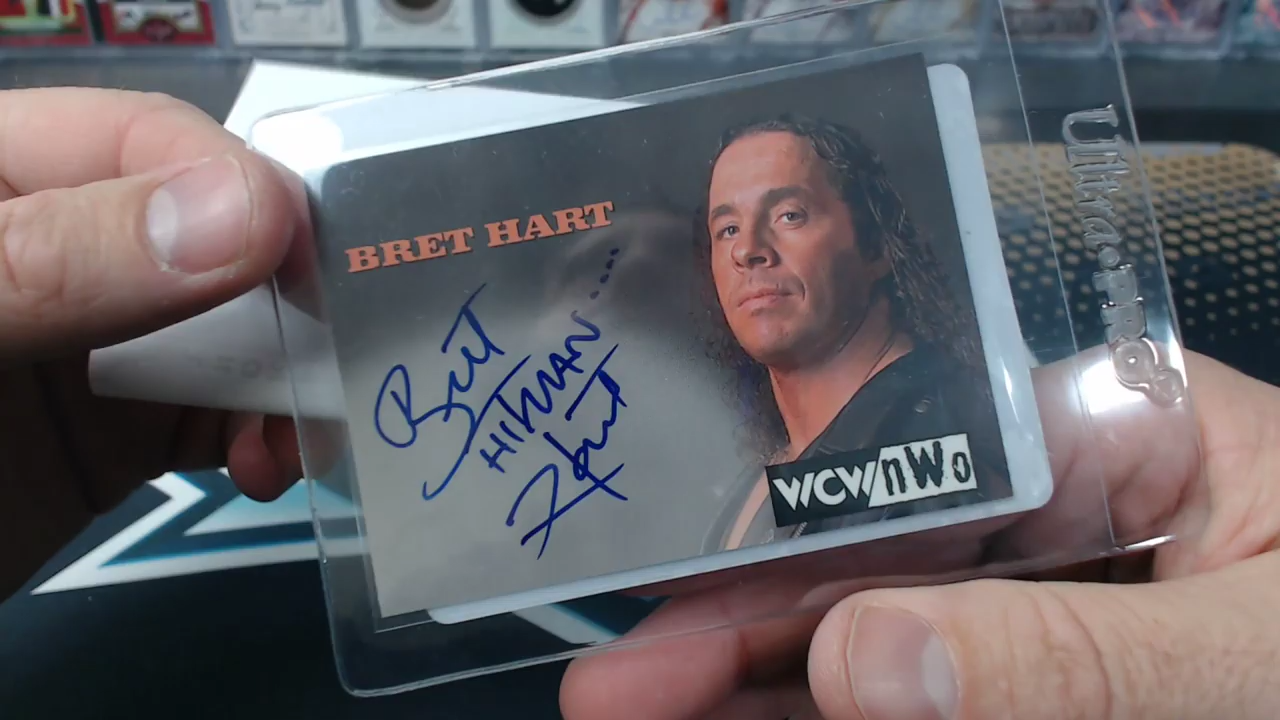 BRET HART
Bret
HITMAN....
Hart
WCW/nWo
Ultra·PRO®